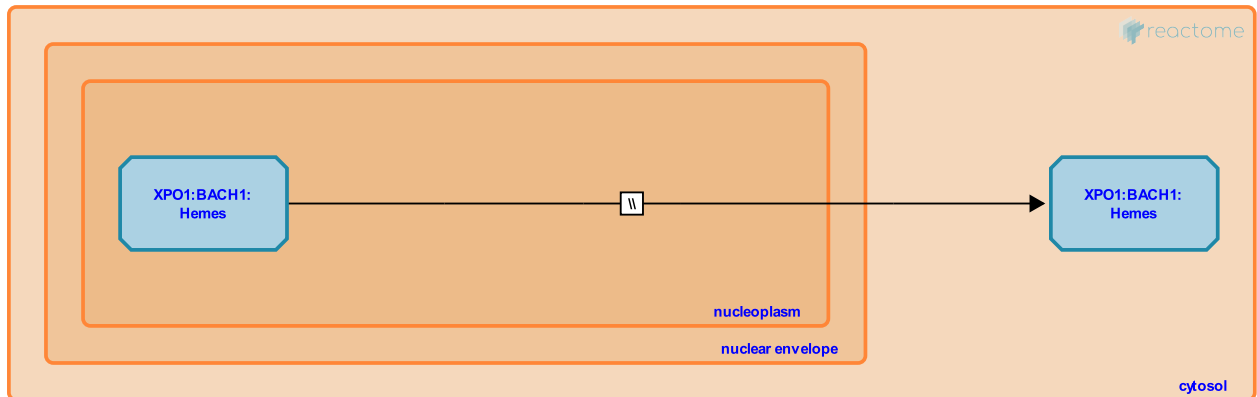 reactome
XPO1:BACH1:
Hemes
\\
XPO1:BACH1:
Hemes
nucleoplasm
nuclear envelope
cytosol